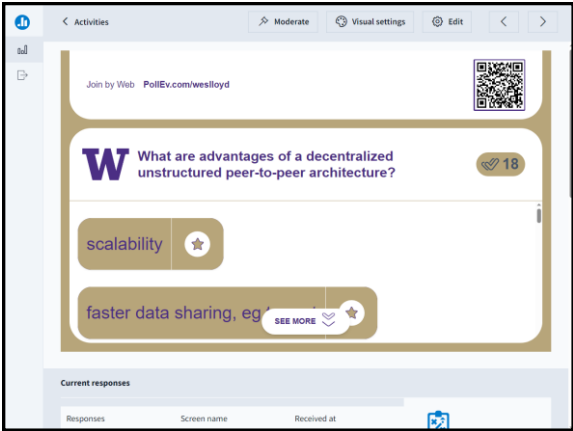 Activities
Moderate
Visual settings
Edit
Join by Web PollEv.com/weslloyd
W
What are advantages of a decentralized
unstructured peer-to-peer architecture?
18
scalability
faster data sharing, eg
SEE MORE
Current responses
Responses Screen name Received at